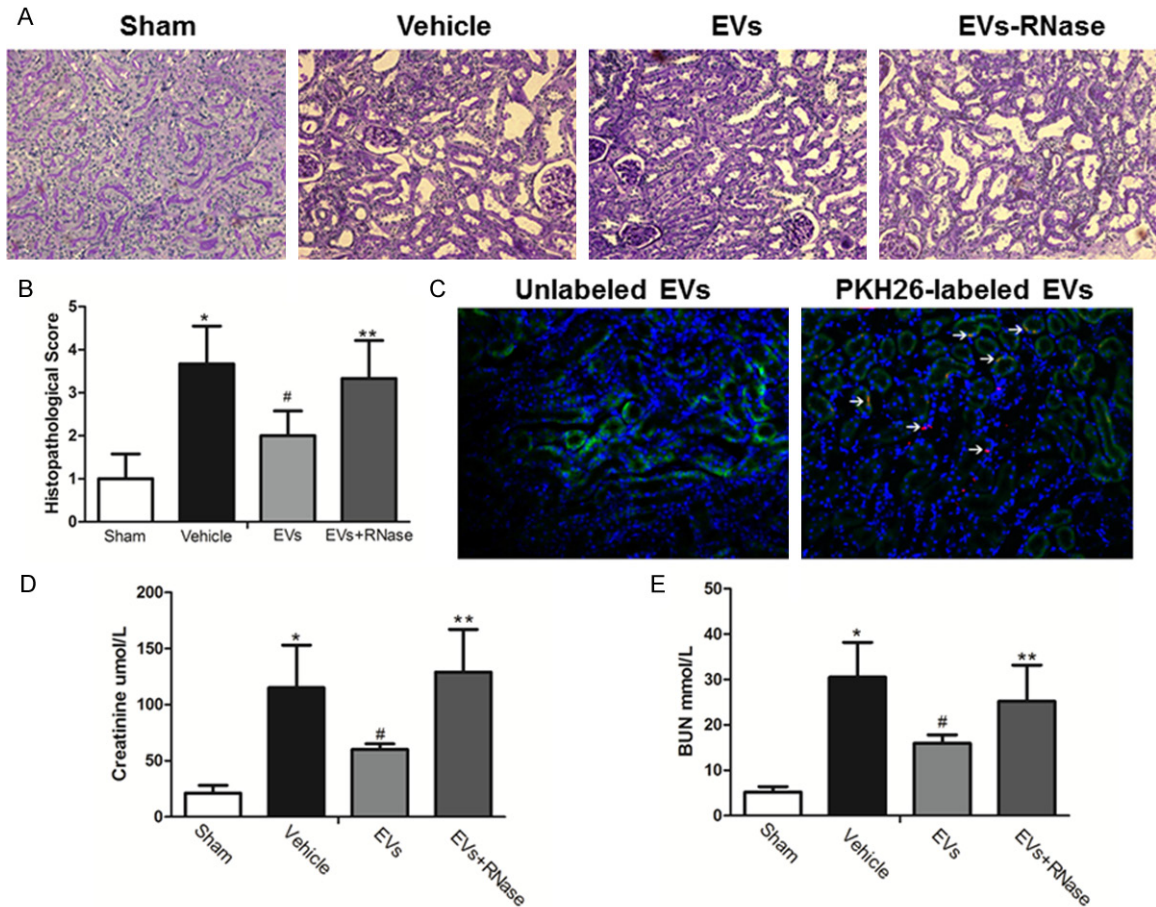 A
Sham Vehicle EVs EVs-RNase
B
Histopathological Score
5
4
3
2
1
0
*
#
**
Sham Vehicle EVs EVs+RNase
C
Unlabeled EVs PKH26-labeled EVs
D
Creatinine umol/L
200
150
100
50
0
*
#
**
Sham Vehicle EVs EVs+RNase
E
BUN mmol/L
50
40
30
20
10
0
*
#
**
Sham Vehicle EVs EVs+RNase